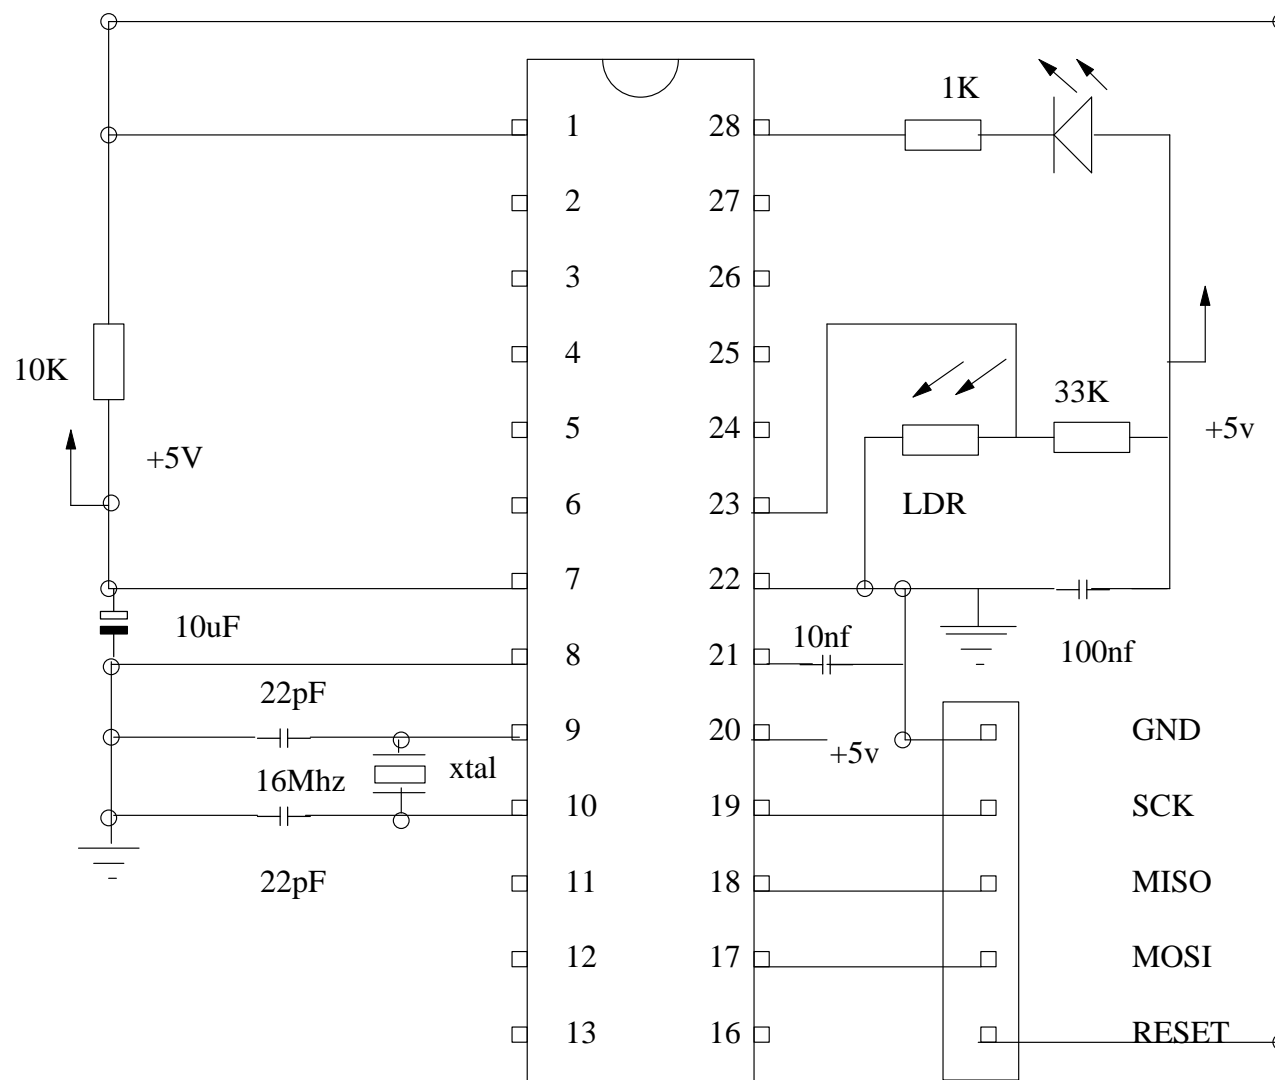 1K
1 28
2 27
3 26
4 25
10K
33K
5 24
+5v
+5V
6 23
LDR
7 22
10uF
10nf
8 21
100nf
22pF
9 20
GND
+5v
16Mhz
xtal
10 19
SCK
22pF
11 18
MISO
12 17
MOSI
13 16
RESET